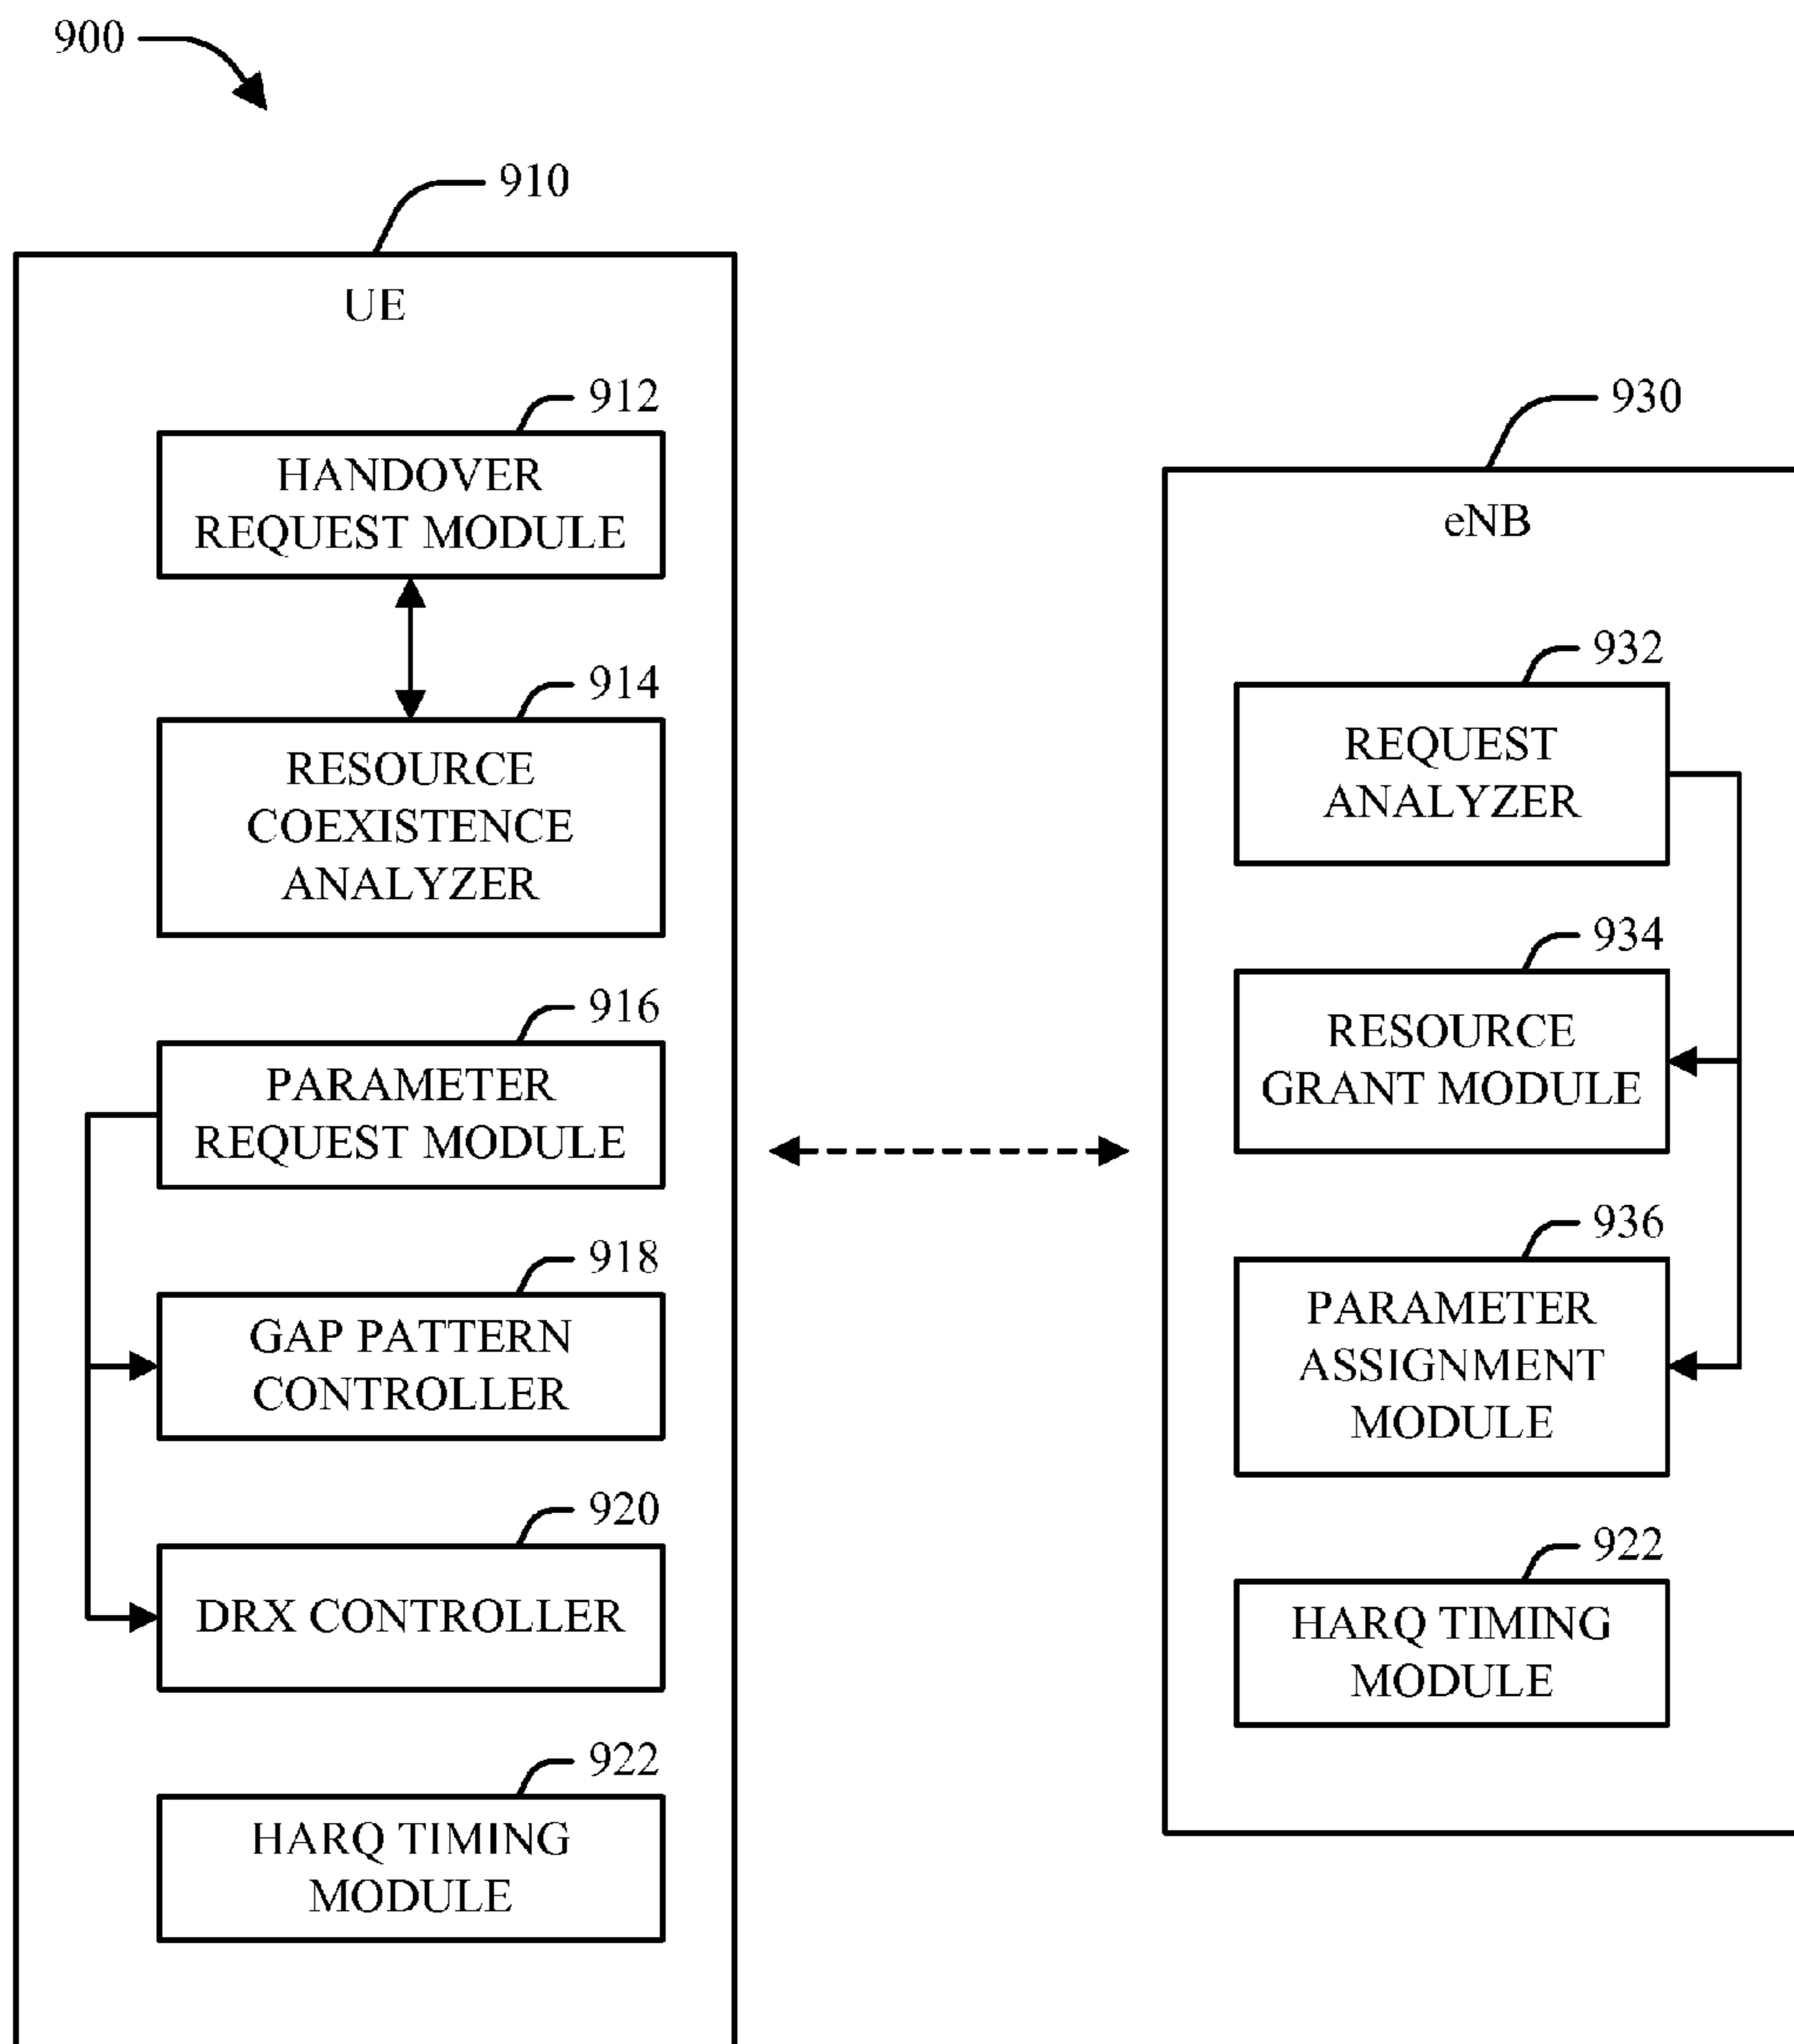 900
910
UE
912
HANDOVER
REQUEST MODULE
914
RESOURCE
COEXISTENCE
ANALYZER
916
PARAMETER
REQUEST MODULE
918
GAP PATTERN
CONTROLLER
920
DRX CONTROLLER
922
HARQ TIMING
MODULE
930
eNB
932
REQUEST
ANALYZER
934
RESOURCE
GRANT MODULE
936
PARAMETER
ASSIGNMENT
MODULE
922
HARQ TIMING
MODULE